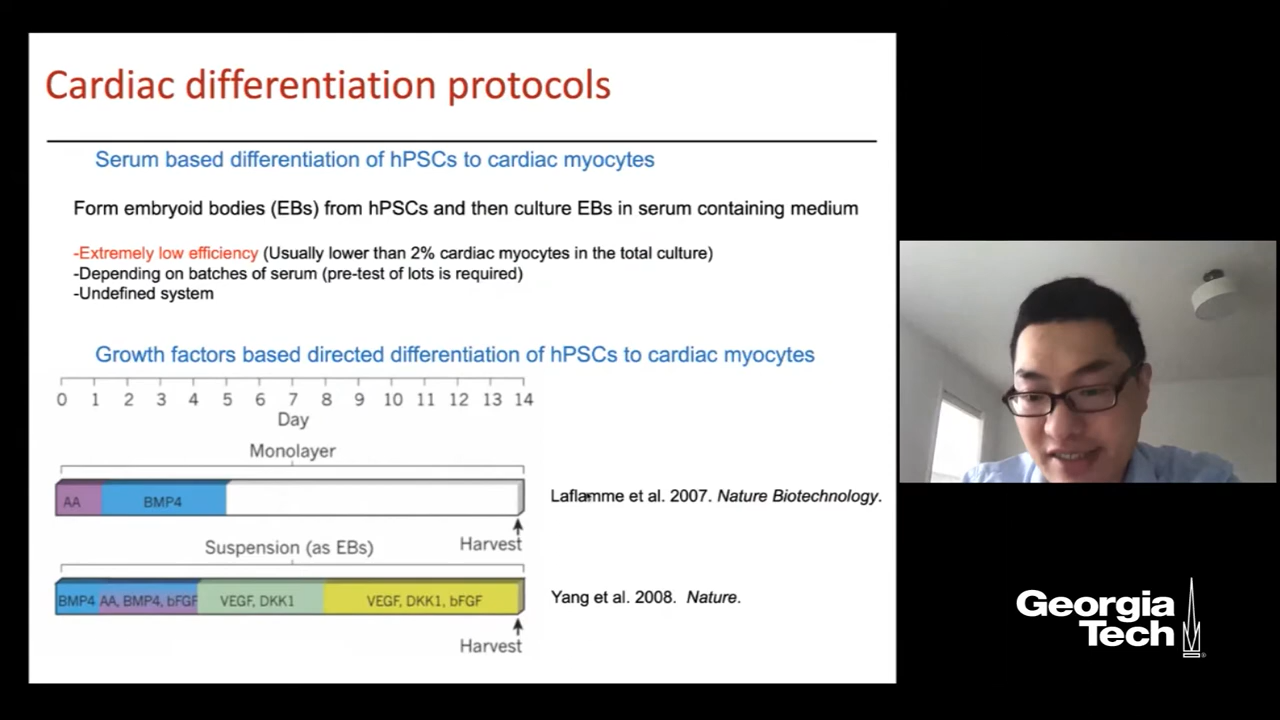 Cardiac differentiation protocols
Serum based differentiation of hPSCs to cardiac myocytes
Form embryoid bodies (EBs) from hPSCs and then culture EBs in serum containing medium
-Extremely low efficiency (Usually lower than 2% cardiac myocytes in the total culture)
-Depending on batches of serum (pre-test of lots is required)
-Undefined system
Growth factors based directed differentiation of hPSCs to cardiac myocytes
0 1 2 3 4 5 6 7 8 9 10 11 12 13 14
Day
Monolayer
AA BMP4
Laflamme et al. 2007. Nature Biotechnology.
Harvest
Suspension (as EBs)
BMP4 AA, BMP4, bFGF VEGF, DKK1 VEGF, DKK1, bFGF
Yang et al. 2008. Nature.
Harvest
Georgia
Tech